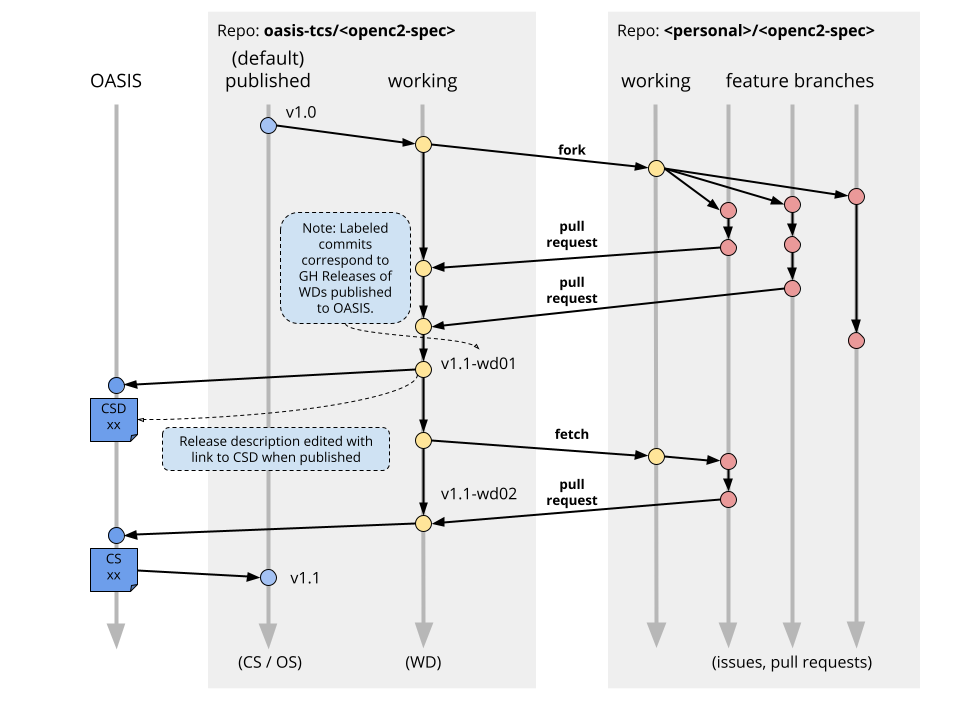 Repo: oasis-tcs/<openc2-spec>
Repo: <personal>/<openc2-spec>
OASIS
(default)
published
working
working
feature branches
v1.0
fork
Note: Labeled
commits
correspond to
GH Releases of
WDs published
to OASIS.
pull
request
pull
request
v1.1-wd01
CSD
xx
Release description edited with
link to CSD when published
fetch
v1.1-wd02
pull
request
CS
xx
v1.1
(CS / OS)
(WD)
(issues, pull requests)